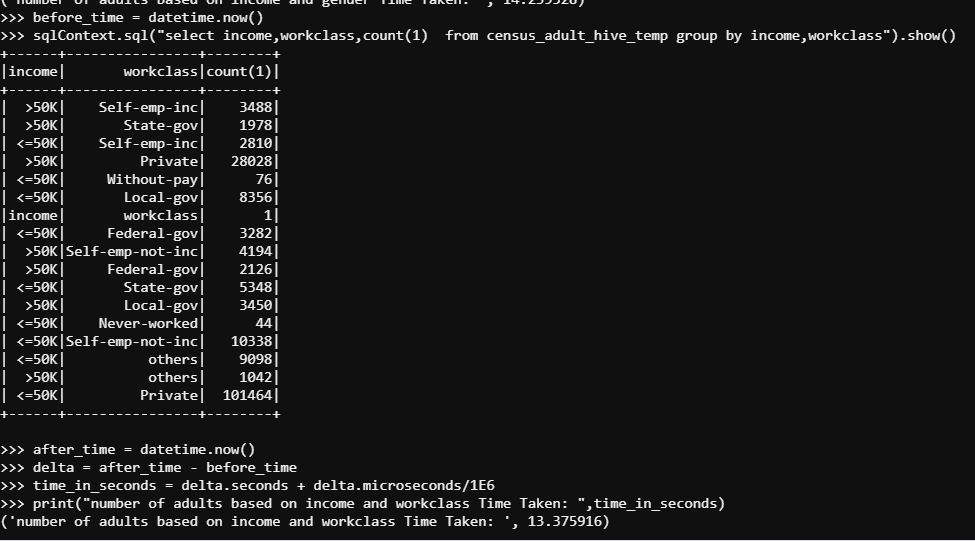 ('number of adults based on income and gender Time Taken: ', 14.259526)
>>> before_time = datetime.now()
>>> sqlContext.sql("select income,workclass,count(1)  from census_adult_hive_temp group by income,workclass").show()
+------+----------------+--------+
|income|       workclass|count(1)|
+------+----------------+--------+
|  >50K|    Self-emp-inc|    3488|
|  >50K|       State-gov|    1978|
| <=50K|    Self-emp-inc|    2810|
|  >50K|         Private|   28028|
| <=50K|     Without-pay|      76|
| <=50K|       Local-gov|    8356|
|income|       workclass|       1|
| <=50K|     Federal-gov|    3282|
|  >50K|Self-emp-not-inc|    4194|
|  >50K|     Federal-gov|    2126|
| <=50K|       State-gov|    5348|
|  >50K|       Local-gov|    3450|
| <=50K|    Never-worked|      44|
| <=50K|Self-emp-not-inc|   10338|
| <=50K|          others|    9098|
|  >50K|          others|    1042|
| <=50K|         Private|  101464|
+------+----------------+--------+
>>> after_time = datetime.now()
>>> delta = after_time - before_time
>>> time_in_seconds = delta.seconds + delta.microseconds/1E6
>>> print("number of adults based on income and workclass Time Taken: ",time_in_seconds)
('number of adults based on income and workclass Time Taken: ', 13.375916)